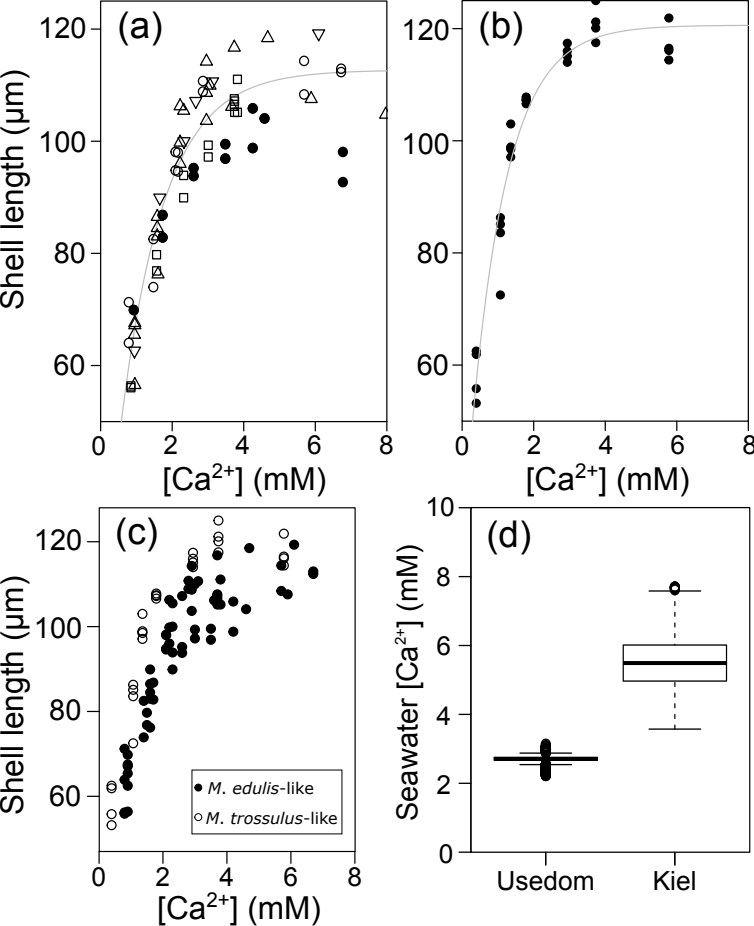 (a)
Shell length (µm)
120
100
80
60
0 2 4 6 8
[Ca²⁺] (mM)
(b)
120
100
80
60
0 2 4 6 8
[Ca²⁺] (mM)
(c)
Shell length (µm)
120
100
80
60
M. edulis-like
M. trossulus-like
0 2 4 6 8
[Ca²⁺] (mM)
(d)
Seawater [Ca²⁺] (mM)
10
8
6
4
2
0
Usedom Kiel